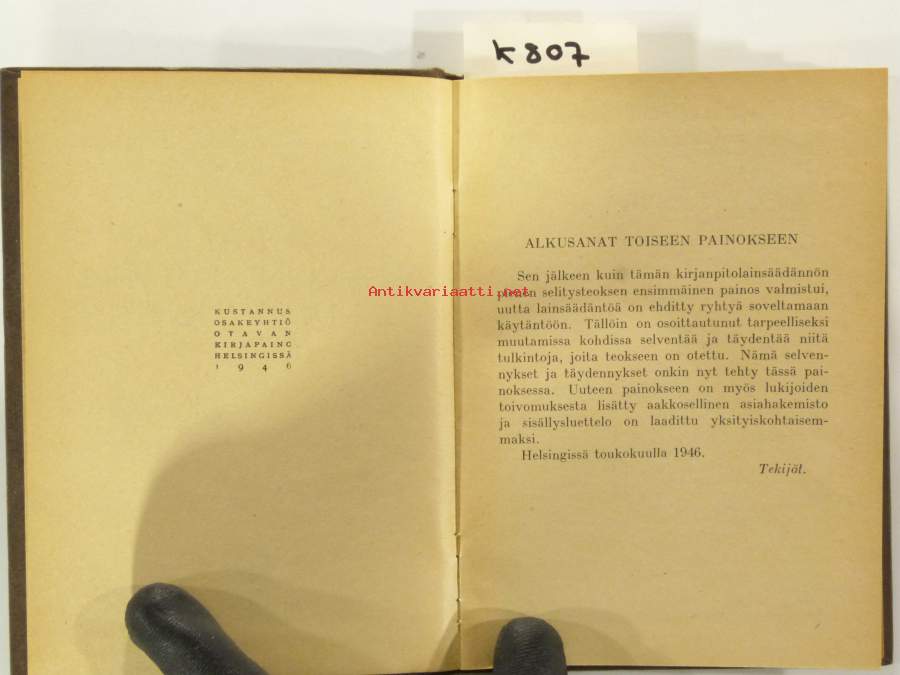 K807
KUSTANNUS
OSAKEYHTIÖ
OTAVAN
KIRJAPAINO
HELSINGISSÄ
1946
ALKUSANAT TOISEEN PAINOKSEEN
Sen jälkeen kuin tämän kirjanpitolainsäädännön
pienen selitysteoksen ensimmäinen painos valmistui,
uutta lainsäädäntöä on ehditty ryhtyä soveltamaan
käytäntöön. Tällöin on osoittautunut tarpeelliseksi
muutamissa kohdissa selventää ja täydentää niitä
tulkintoja, joita teokseen on otettu. Nämä selven-
nykset ja täydennykset onkin nyt tehty tässä pai-
noksessa. Uuteen painokseen on myös lukijoiden
toivomuksesta lisätty aakkosellinen asiahakemisto
ja sisällysluettelo on laadittu yksityiskohtaisem-
maksi.
Helsingissä toukokuulla 1946.
Tekijät.
Antikvariaatti.net